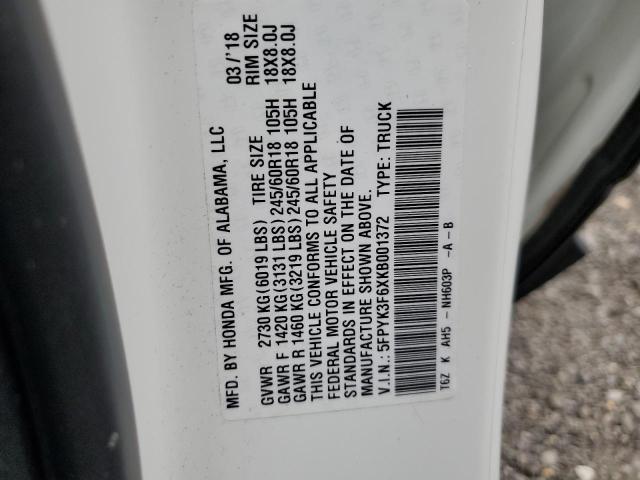 MFD. BY HONDA MFG. OF ALABAMA, LLC 03/'18
GVWR 2730 KG(6019 LBS) TIRE SIZE RIM SIZE
GAWR F 1420 KG(3131 LBS) 245/60R18 105H 18X8.0J
GAWR R 1460 KG(3219 LBS) 245/60R18 105H 18X8.0J
THIS VEHICLE CONFORMS TO ALL APPLICABLE
FEDERAL MOTOR VEHICLE SAFETY
STANDARDS IN EFFECT ON THE DATE OF
MANUFACTURE SHOWN ABOVE.
V.I.N.: 5FPYK3F6XKB001372 TYPE: TRUCK
T6Z K AH5 - NH603P -A - B